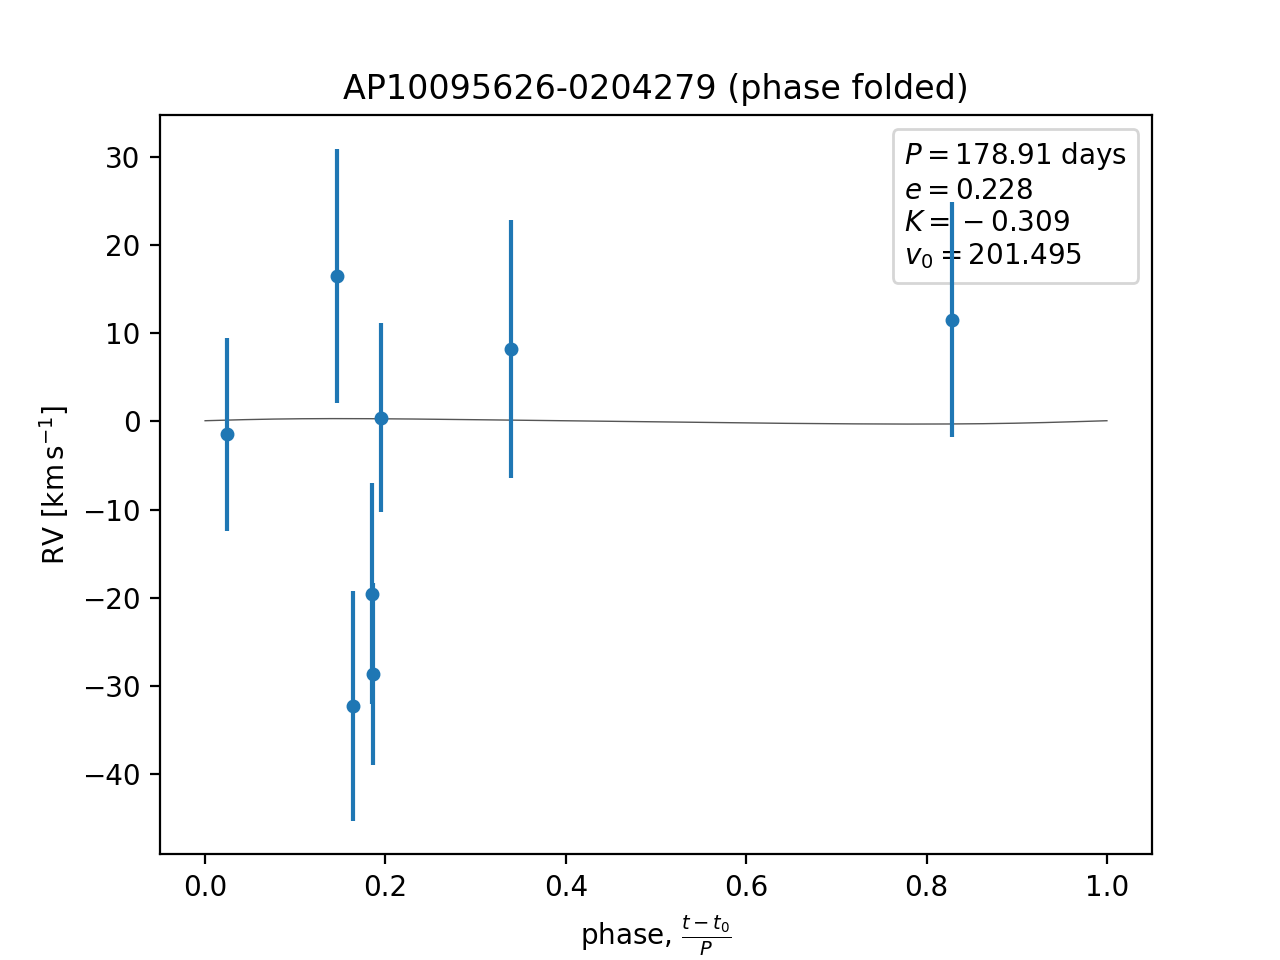 AP10095626-0204279 (phase folded)
P = 178.91 days
e = 0.228
K = −0.309
v₀ = 201.495
30
20
10
0
−10
−20
−30
−40
RV [km s⁻¹]
0.0 0.2 0.4 0.6 0.8 1.0
phase, (t − t₀)/P